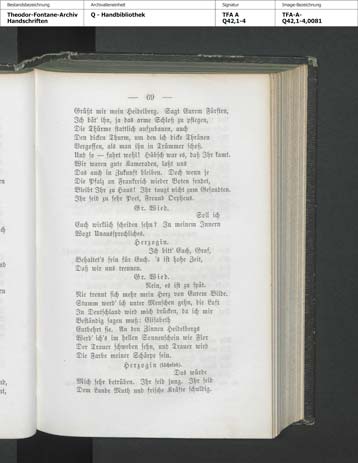 Bestandsbezeichnung Archivalieneinheit Signatur Image-Bezeichnung
Theodor-Fontane-Archiv Q - Handbibliothek TFA A TFA-A-
Handschriften Q42,1-4 Q42,1-4,0081
— 69 —
Grüßt mir mein Heidelberg. Sagt Eurem Fürsten,
Ich bät' ihn, ja das arme Schloß zu pflegen,
Die Thürme stattlich aufzubauen, auch
Den dicken Thurm, um den ich dicke Thränen
Vergossen, als man ihn in Trümmer schoß.
Und so — fahrt wohl! Hübsch war es, daß Ihr kamt.
Wir waren gute Kameraden, laßt uns
Das auch in Zukunft bleiben. Doch wenn je
Die Pfalz an Frankreich wieder Boten sendet,
Bleibt Ihr zu Haus! Ihr taugt nicht zum Gesandten.
Ihr seid zu sehr Poet, Freund Orpheus.
Gr. Wied.
Soll ich
Euch wirklich scheiden sehn? In meinem Innern
Wogt Unaussprechliches.
Herzogin.
Ich bitt' Euch, Graf,
Behaltet's fein für Euch. 's ist hohe Zeit,
Daß wir uns trennen.
Gr. Wied.
Nein, es ist zu spät.
Nie trennt sich mehr mein Herz von Eurem Bilde.
Stumm werd' ich unter Menschen gehn, die Luft
In Deutschland wird mich drücken, da ich mir
Beständig sagen muß: Elisabeth
Entbehrt sie. An den Zinnen Heidelbergs
Werd' ich's im hellen Sonnenschein wie Flor
Der Trauer schweben sehn, und Trauer wird
Die Farbe meiner Schärpe sein.
Herzogin (lächelnd).
Das würde
Mich sehr betrüben. Ihr seid jung. Ihr seid
Dem Lande Muth und frische Kräfte schuldig.